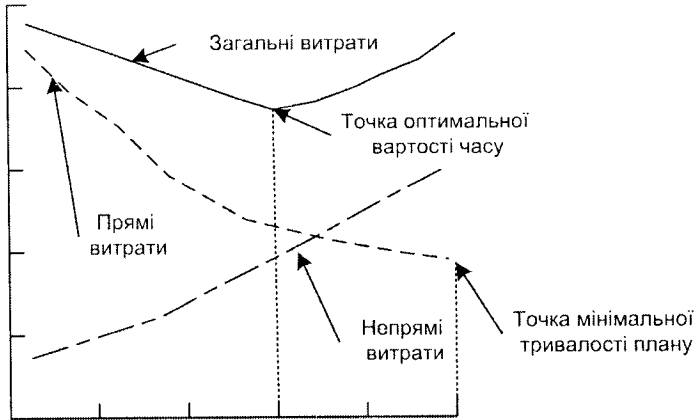 Загальні витрати
Точка оптимальної
вартості часу
Прямі
витрати
Непрямі
витрати
Точка мінімальної
тривалості плану